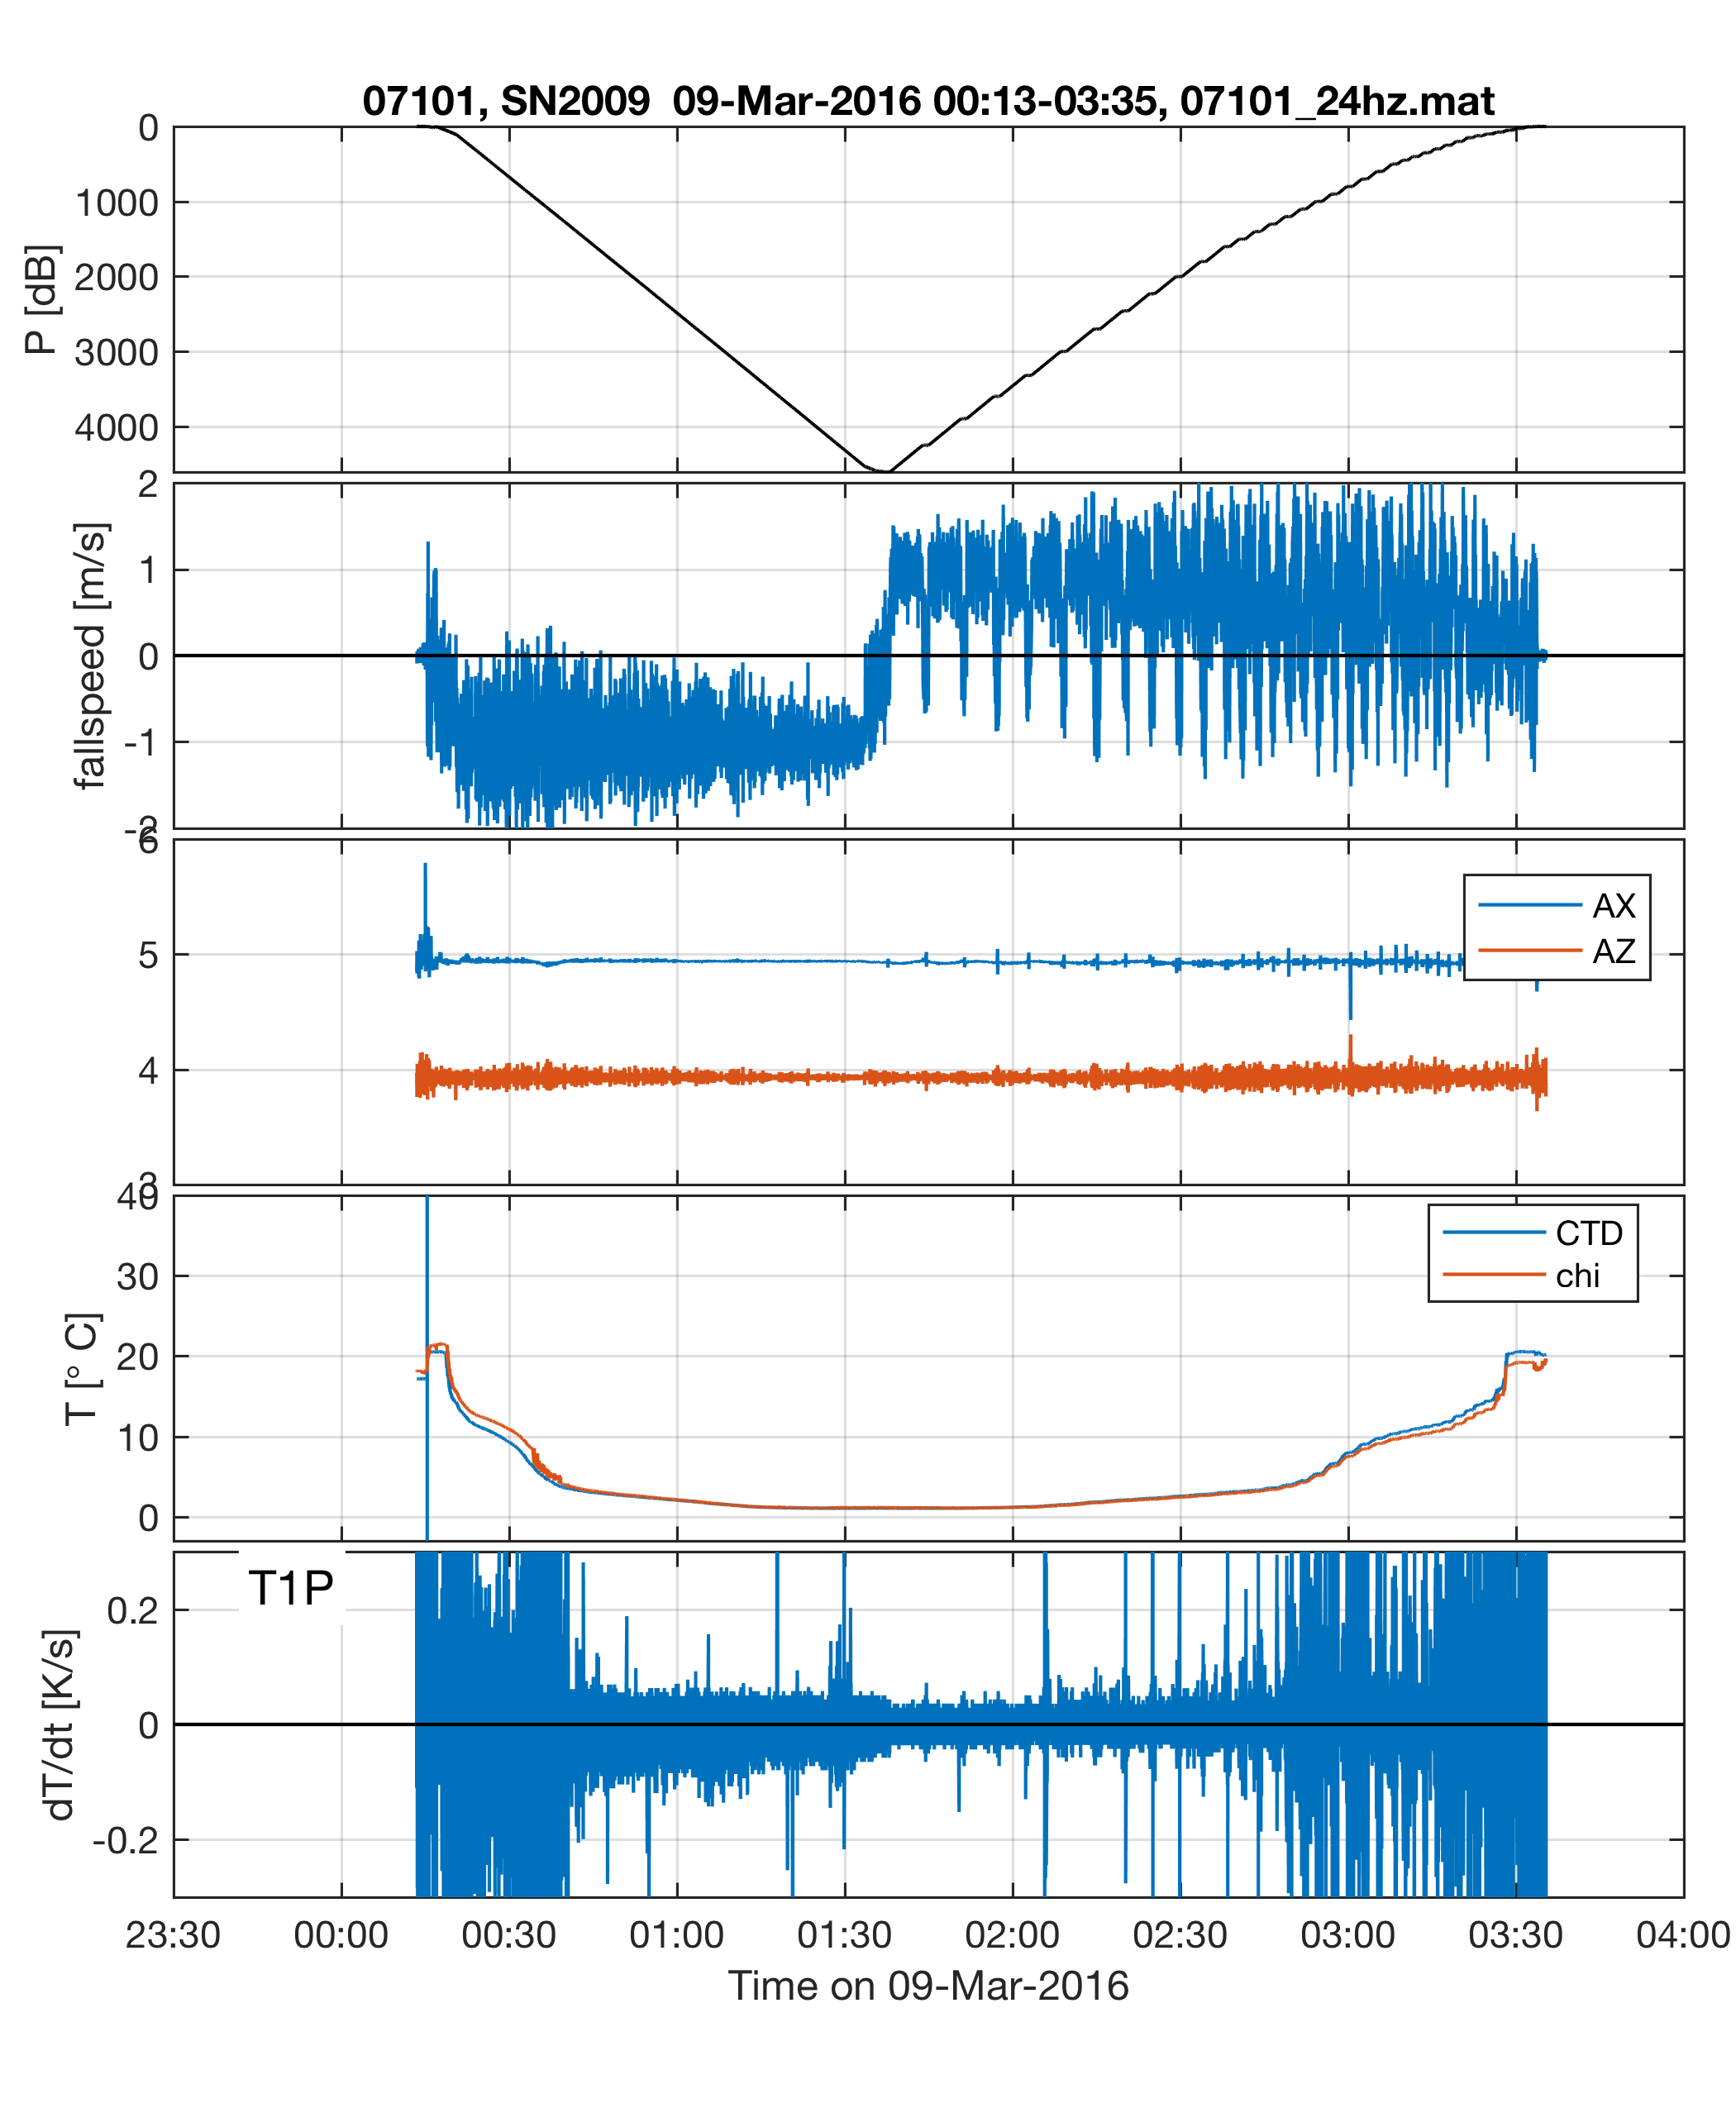 07101, SN2009  09-Mar-2016 00:13-03:35, 07101_24hz.mat
0
1000
2000
3000
4000
P [dB]
2
1
0
-1
-2
fallspeed [m/s]
6
5
4
3
AX
AZ
40
30
20
10
0
T [° C]
CTD
chi
T1P
0.2
0
-0.2
dT/dt [K/s]
23:30 00:00 00:30 01:00 01:30 02:00 02:30 03:00 03:30 04:00
Time on 09-Mar-2016